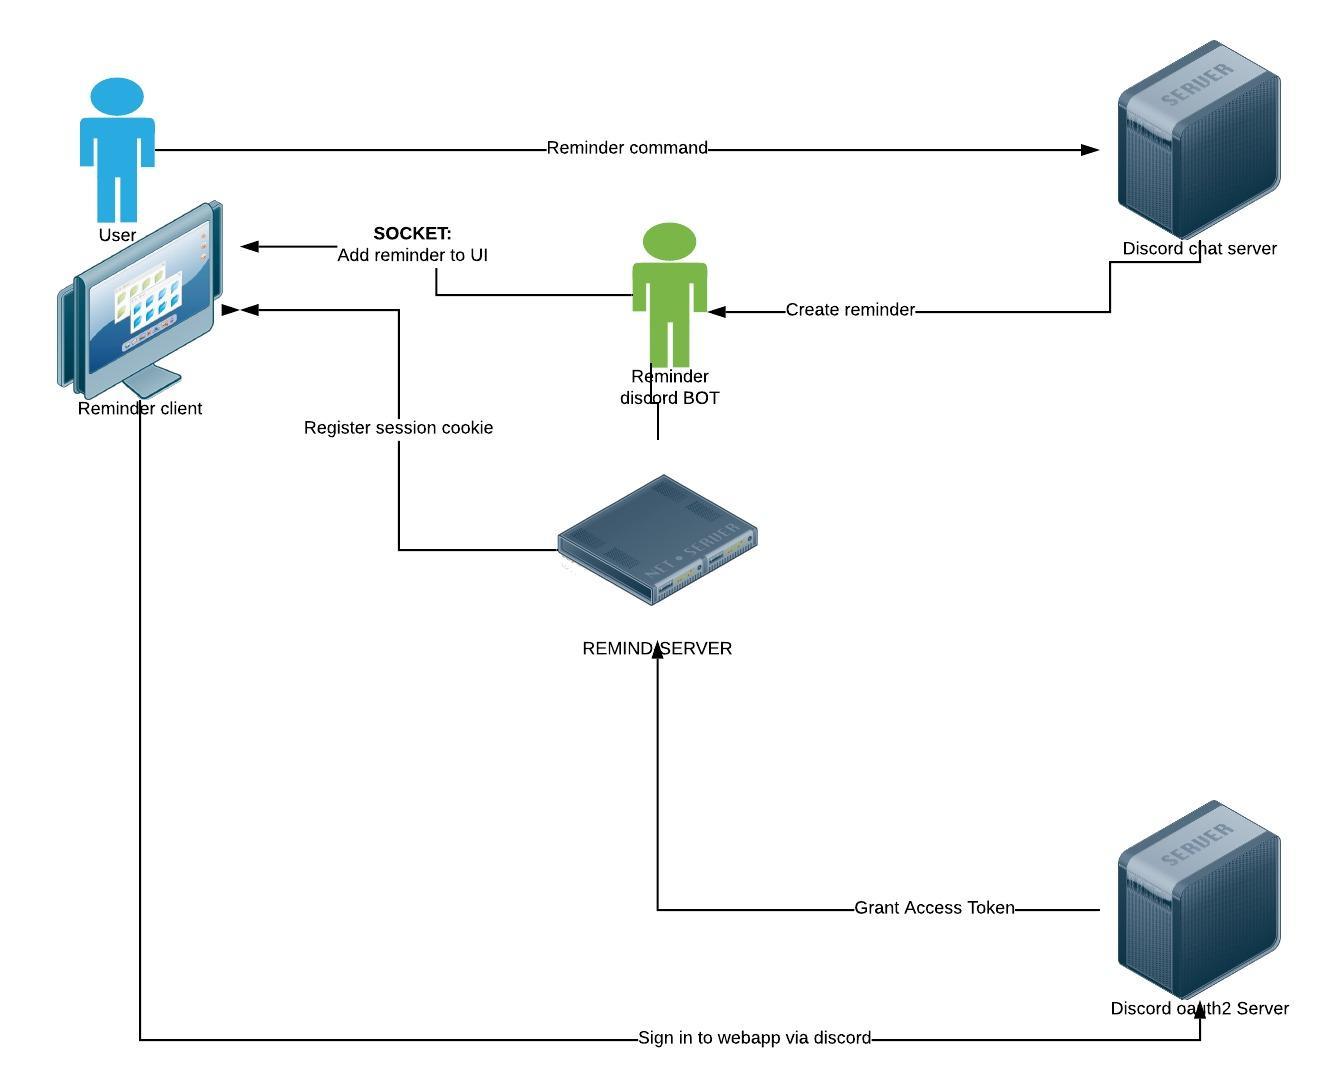 SERVER
Reminder command
User
SOCKET:
Add reminder to UI
Discord chat server
Create reminder
Reminder
discord BOT
Reminder client
Register session cookie
NET • SERVER
REMIND SERVER
SERVER
Grant Access Token
Discord oauth2 Server
Sign in to webapp via discord